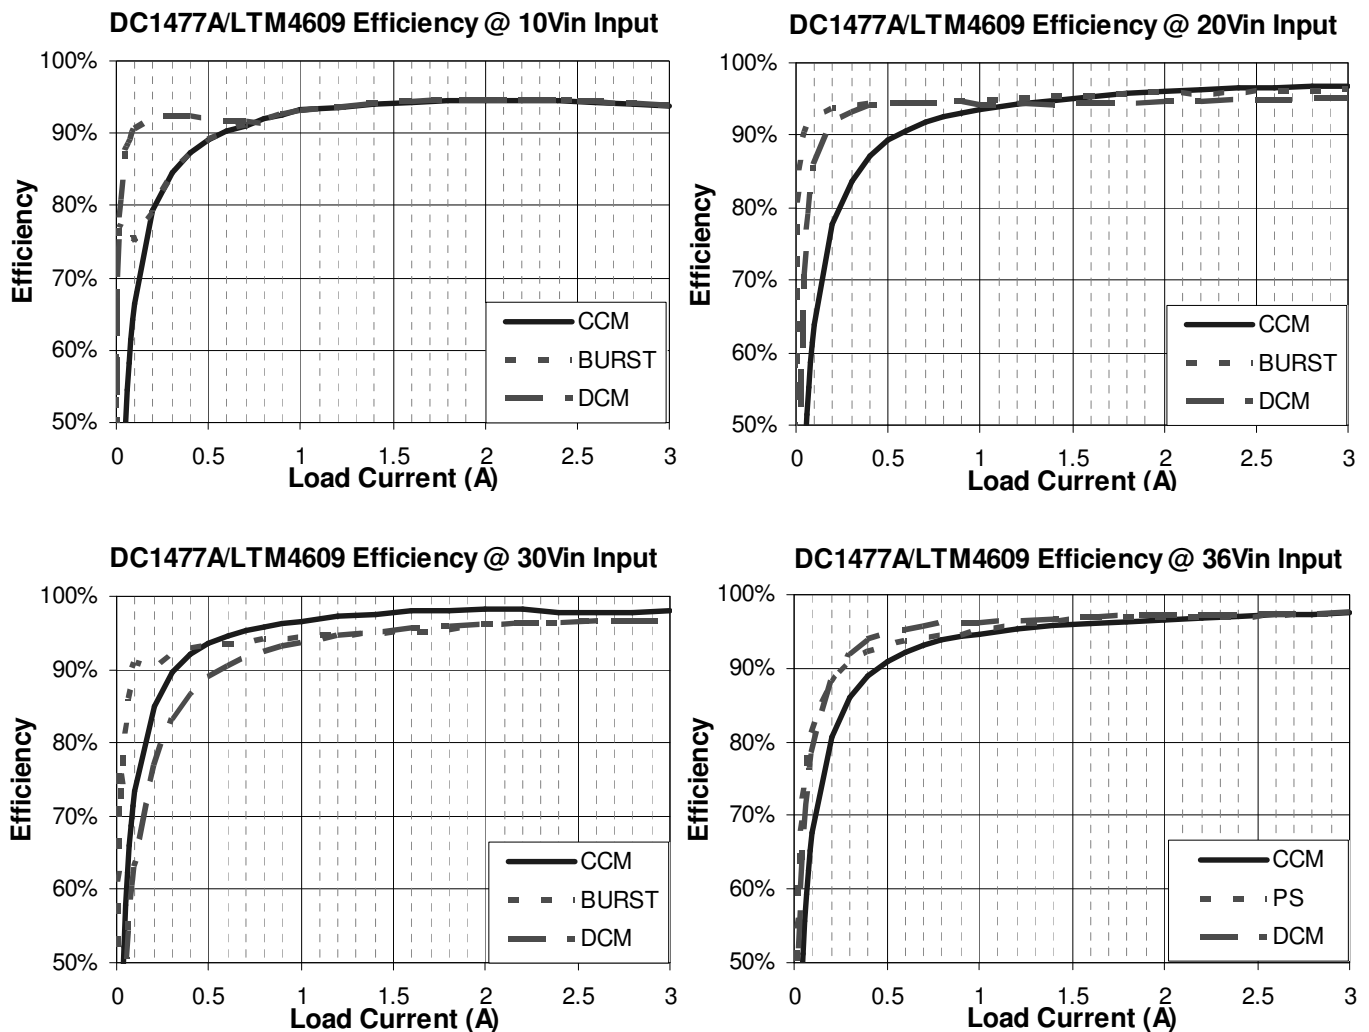 DC1477A/LTM4609 Efficiency @ 10Vin Input
100%
90%
80%
70%
60%
50%
Efficiency
CCM
BURST
DCM
0 0.5 1 1.5 2 2.5 3
Load Current (A)
DC1477A/LTM4609 Efficiency @ 20Vin Input
100%
90%
80%
70%
60%
50%
Efficiency
CCM
BURST
DCM
0 0.5 1 1.5 2 2.5 3
Load Current (A)
DC1477A/LTM4609 Efficiency @ 30Vin Input
100%
90%
80%
70%
60%
50%
Efficiency
CCM
BURST
DCM
0 0.5 1 1.5 2 2.5 3
Load Current (A)
DC1477A/LTM4609 Efficiency @ 36Vin Input
100%
90%
80%
70%
60%
50%
Efficiency
CCM
PS
DCM
0 0.5 1 1.5 2 2.5 3
Load Current (A)